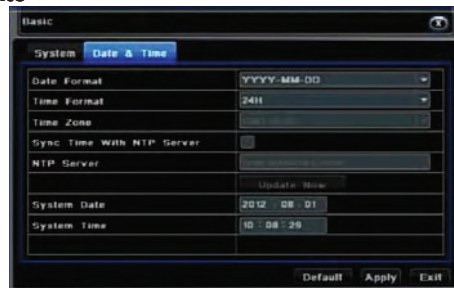 Basic
System Date & Time
Date Format YYYY-MM-DD
Time Format 24H
Time Zone
Sync Time With NTP Server
NTP Server
Update Now
System Date 2012 - 08 - 01
System Time 10 : 08 : 29
Default Apply Exit